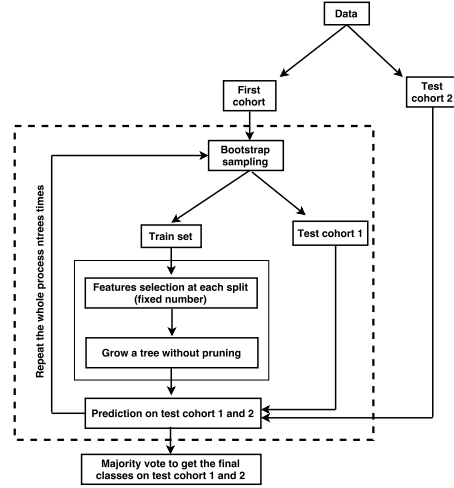 Data
First
cohort
Test
cohort 2
Bootstrap
sampling
Repeat the whole process ntrees times
Train set
Test cohort 1
Features selection at each split
(fixed number)
Grow a tree without pruning
Prediction on test cohort 1 and 2
Majority vote to get the final
classes on test cohort 1 and 2